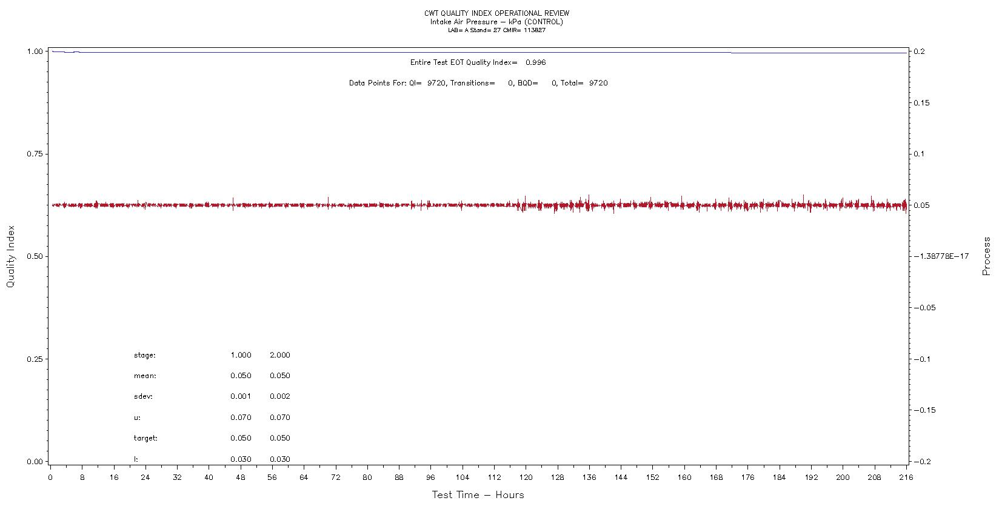 CWT QUALITY INDEX OPERATIONAL REVIEW
Intake Air Pressure – kPa (CONTROL)
LAB= A Stand= 27 CMIR= 113827
Entire Test EOT Quality Index= 0.996
Data Points For: QI= 9720, Transitions= 0, BQD= 0, Total= 9720
1.00
0.75
0.50
0.25
0.00
Quality Index
0.2
0.15
0.1
0.05
–1.38778E–17
–0.05
–0.1
–0.15
–0.2
Process
stage: 1.000 2.000
mean: 0.050 0.050
sdev: 0.001 0.002
u: 0.070 0.070
target: 0.050 0.050
l: 0.030 0.030
0 8 16 24 32 40 48 56 64 72 80 88 96 104 112 120 128 136 144 152 160 168 176 184 192 200 208 216
Test Time – Hours